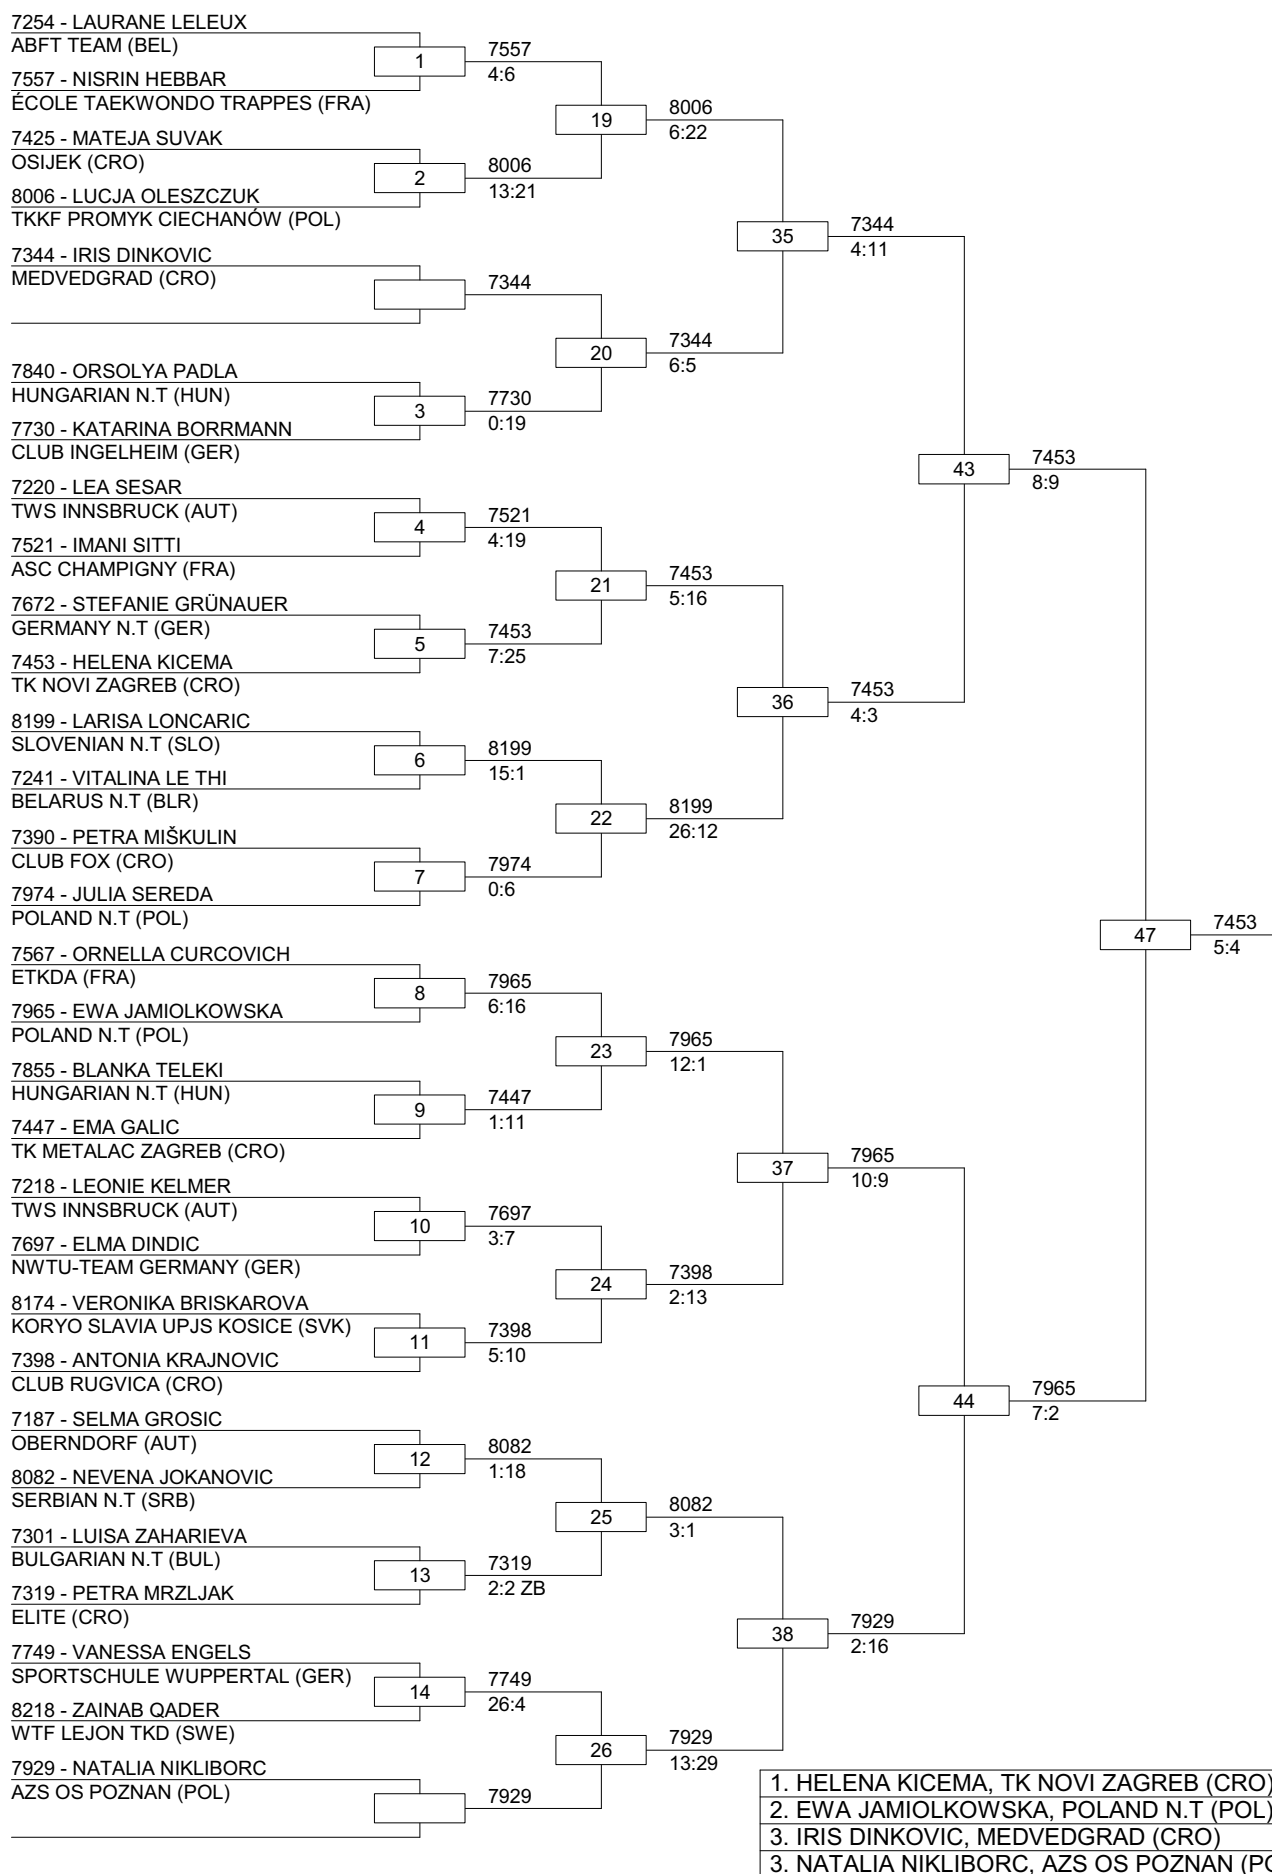 7254 - LAURANE LELEUX
ABFT TEAM (BEL)
1
7557
4:6
7557 - NISRIN HEBBAR
ÉCOLE TAEKWONDO TRAPPES (FRA)
19
8006
6:22
7425 - MATEJA SUVAK
OSIJEK (CRO)
2
8006
13:21
8006 - LUCJA OLESZCZUK
TKKF PROMYK CIECHANÓW (POL)
35
7344
4:11
7344 - IRIS DINKOVIC
MEDVEDGRAD (CRO)
7344
20
7344
6:5
7840 - ORSOLYA PADLA
HUNGARIAN N.T (HUN)
3
7730
0:19
7730 - KATARINA BORRMANN
CLUB INGELHEIM (GER)
43
7453
8:9
7220 - LEA SESAR
TWS INNSBRUCK (AUT)
4
7521
4:19
7521 - IMANI SITTI
ASC CHAMPIGNY (FRA)
21
7453
5:16
7672 - STEFANIE GRÜNAUER
GERMANY N.T (GER)
5
7453
7:25
7453 - HELENA KICEMA
TK NOVI ZAGREB (CRO)
36
7453
4:3
8199 - LARISA LONCARIC
SLOVENIAN N.T (SLO)
6
8199
15:1
7241 - VITALINA LE THI
BELARUS N.T (BLR)
22
8199
26:12
7390 - PETRA MIŠKULIN
CLUB FOX (CRO)
7
7974
0:6
7974 - JULIA SEREDA
POLAND N.T (POL)
47
7453
5:4
7567 - ORNELLA CURCOVICH
ETKDA (FRA)
8
7965
6:16
7965 - EWA JAMIOLKOWSKA
POLAND N.T (POL)
23
7965
12:1
7855 - BLANKA TELEKI
HUNGARIAN N.T (HUN)
9
7447
1:11
7447 - EMA GALIC
TK METALAC ZAGREB (CRO)
37
7965
10:9
7218 - LEONIE KELMER
TWS INNSBRUCK (AUT)
10
7697
3:7
7697 - ELMA DINDIC
NWTU-TEAM GERMANY (GER)
24
7398
2:13
8174 - VERONIKA BRISKAROVA
KORYO SLAVIA UPJS KOSICE (SVK)
11
7398
5:10
7398 - ANTONIA KRAJNOVIC
CLUB RUGVICA (CRO)
44
7965
7:2
7187 - SELMA GROSIC
OBERNDORF (AUT)
12
8082
1:18
8082 - NEVENA JOKANOVIC
SERBIAN N.T (SRB)
25
8082
3:1
7301 - LUISA ZAHARIEVA
BULGARIAN N.T (BUL)
13
7319
2:2 ZB
7319 - PETRA MRZLJAK
ELITE (CRO)
38
7929
2:16
7749 - VANESSA ENGELS
SPORTSCHULE WUPPERTAL (GER)
14
7749
26:4
8218 - ZAINAB QADER
WTF LEJON TKD (SWE)
26
7929
13:29
7929 - NATALIA NIKLIBORC
AZS OS POZNAN (POL)
7929
1. HELENA KICEMA, TK NOVI ZAGREB (CRO)
2. EWA JAMIOLKOWSKA, POLAND N.T (POL)
3. IRIS DINKOVIC, MEDVEDGRAD (CRO)
3. NATALIA NIKLIBORC, AZS OS POZNAN